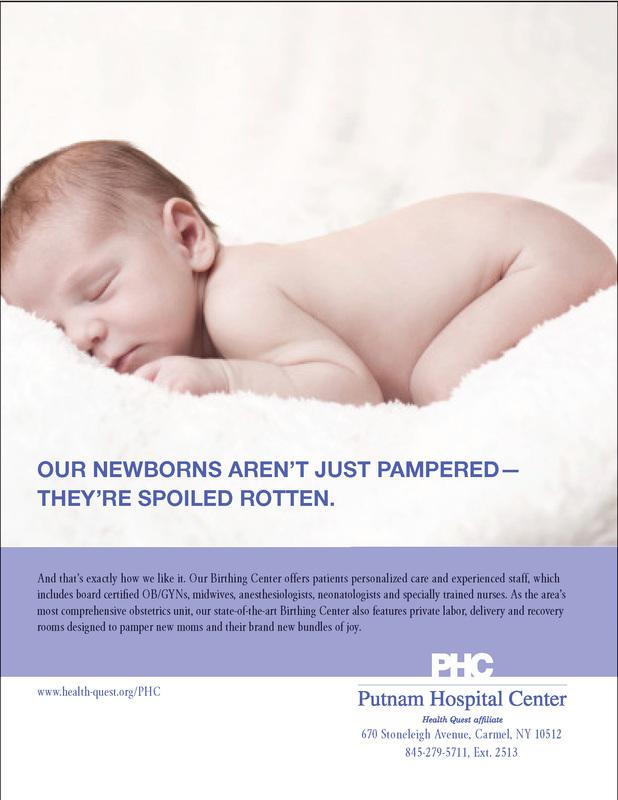 OUR NEWBORNS AREN'T JUST PAMPERED—
THEY'RE SPOILED ROTTEN.
And that's exactly how we like it. Our Birthing Center offers patients personalized care and experienced staff, which
includes board certified OB/GYNs, midwives, anesthesiologists, neonatologists and specially trained nurses. As the area's
most comprehensive obstetrics unit, our state-of-the-art Birthing Center also features private labor, delivery and recovery
rooms designed to pamper new moms and their brand new bundles of joy.
www.health-quest.org/PHC
PHC
Putnam Hospital Center
Health Quest affiliate
670 Stoneleigh Avenue, Carmel, NY 10512
845-279-5711, Ext. 2513